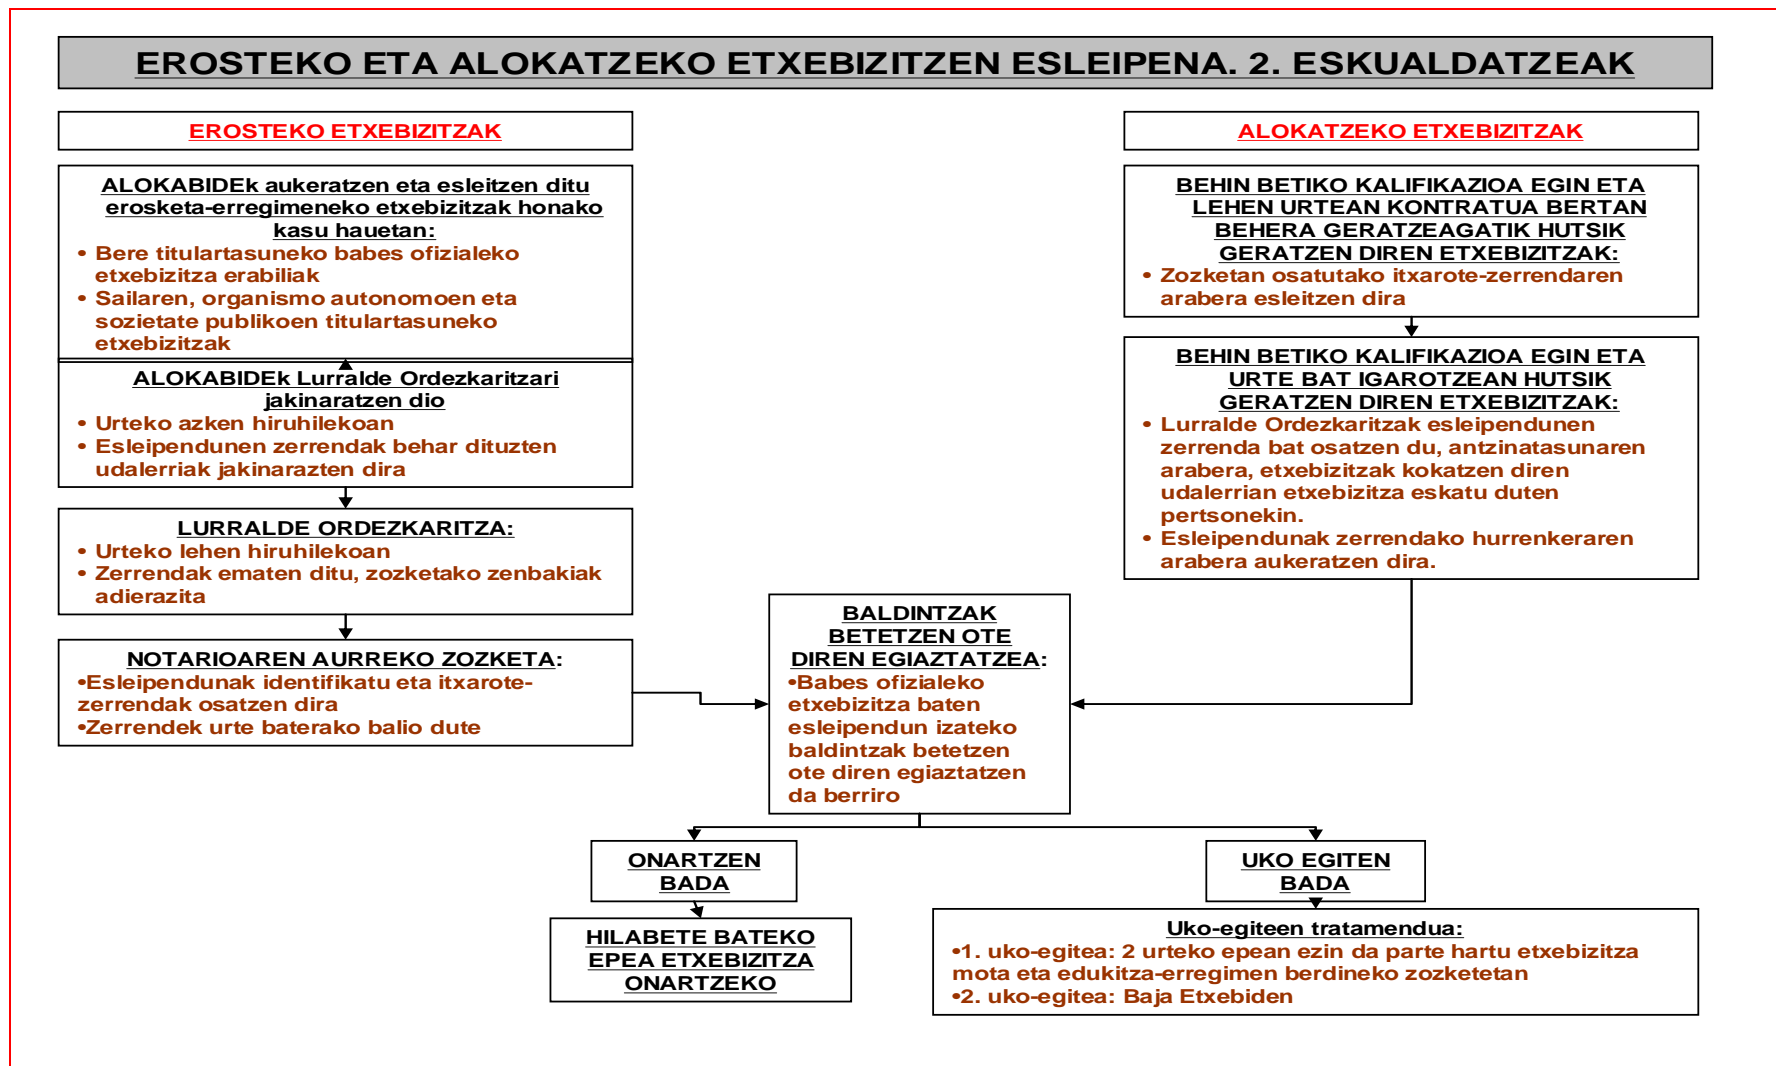 EROSTEKO ETA ALOKATZEKO ETXEBIZITZEN ESLEIPENA. 2. ESKUALDATZEAK
EROSTEKO ETXEBIZITZAK
ALOKABIDEk aukeratzen eta esleitzen ditu
erosketa-erregimeneko etxebizitzak honako
kasu hauetan:
• Bere titulartasuneko babes ofizialeko
etxebizitza erabiliak
• Sailaren, organismo autonomoen eta
sozietate publikoen titulartasuneko
etxebizitzak
ALOKABIDEk Lurralde Ordezkaritzari
jakinaratzen dio
• Urteko azken hiruhilekoan
• Esleipendunen zerrendak behar dituzten
udalerriak jakinarazten dira
LURRALDE ORDEZKARITZA:
• Urteko lehen hiruhilekoan
• Zerrendak ematen ditu, zozketako zenbakiak
adierazita
NOTARIOAREN AURREKO ZOZKETA:
•Esleipendunak identifikatu eta itxarote-
zerrendak osatzen dira
•Zerrendek urte baterako balio dute
ALOKATZEKO ETXEBIZITZAK
BEHIN BETIKO KALIFIKAZIOA EGIN ETA
LEHEN URTEAN KONTRATUA BERTAN
BEHERA GERATZEAGATIK HUTSIK
GERATZEN DIREN ETXEBIZITZAK:
• Zozketan osatutako itxarote-zerrendaren
arabera esleitzen dira
BEHIN BETIKO KALIFIKAZIOA EGIN ETA
URTE BAT IGAROTZEAN HUTSIK
GERATZEN DIREN ETXEBIZITZAK:
• Lurralde Ordezkaritzak esleipendunen
zerrenda bat osatzen du, antzinatasunaren
arabera, etxebizitzak kokatzen diren
udalerrian etxebizitza eskatu duten
pertsonekin.
• Esleipendunak zerrendako hurrenkeraren
arabera aukeratzen dira.
BALDINTZAK
BETETZEN OTE
DIREN EGIAZTATZEA:
•Babes ofizialeko
etxebizitza baten
esleipendun izateko
baldintzak betetzen
ote diren egiaztatzen
da berriro
ONARTZEN
BADA
HILABETE BATEKO
EPEA ETXEBIZITZA
ONARTZEKO
UKO EGITEN
BADA
Uko-egiteen tratamendua:
•1. uko-egitea: 2 urteko epean ezin da parte hartu etxebizitza
mota eta edukitza-erregimen berdineko zozketetan
•2. uko-egitea: Baja Etxebiden